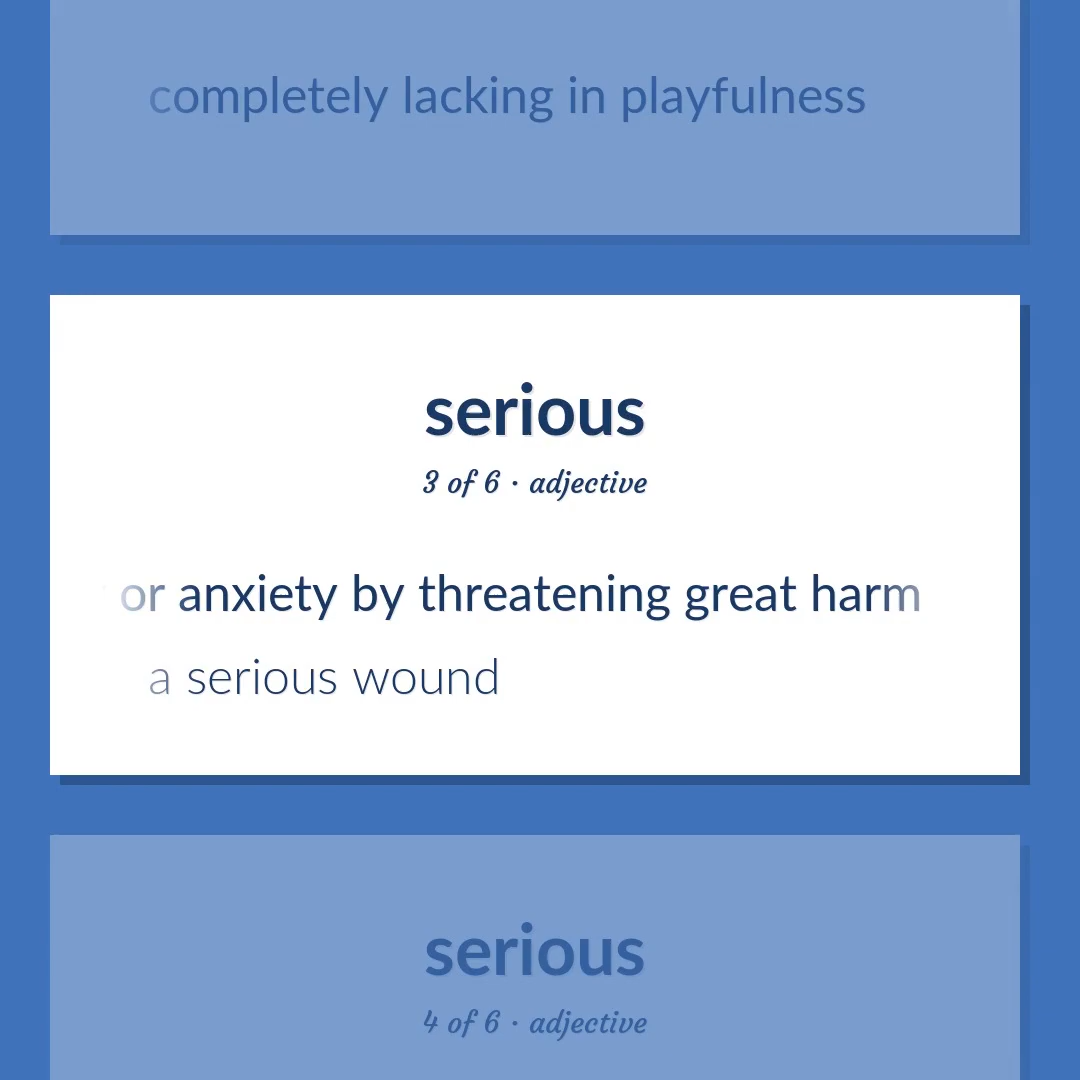 completely lacking in playfulness
serious
3 of 6 · adjective
or anxiety by threatening great harm
a serious wound
serious
4 of 6 · adjective